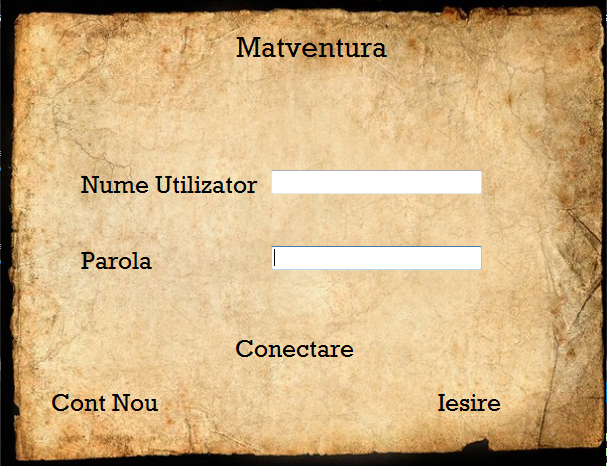 Matventura
Nume Utilizator
Parola
Conectare
Cont Nou
Iesire